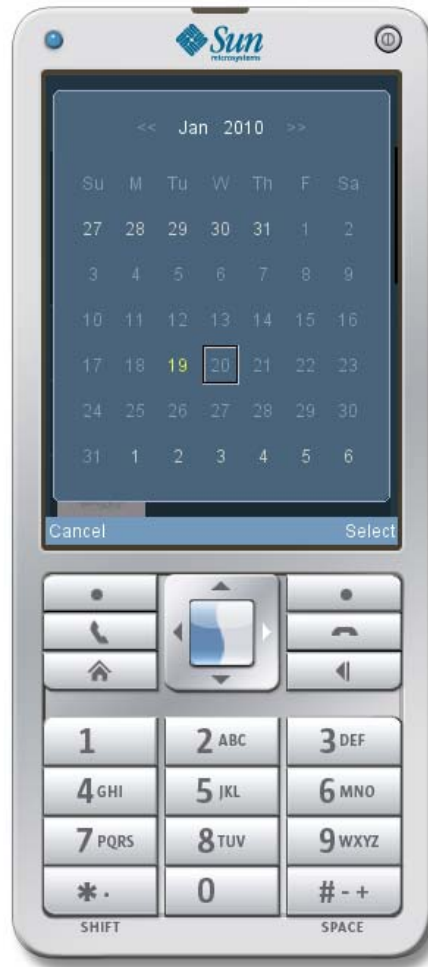 Sun
microsystems
<< Jan 2010 >>
Su M Tu W Th F Sa
27 28 29 30 31 1 2
3 4 5 6 7 8 9
10 11 12 13 14 15 16
17 18 19 20 21 22 23
24 25 26 27 28 29 30
31 1 2 3 4 5 6
Cancel Select
1 2 ABC 3 DEF
4 GHI 5 JKL 6 MNO
7 PQRS 8 TUV 9 WXYZ
* . 0 # - +
SHIFT SPACE